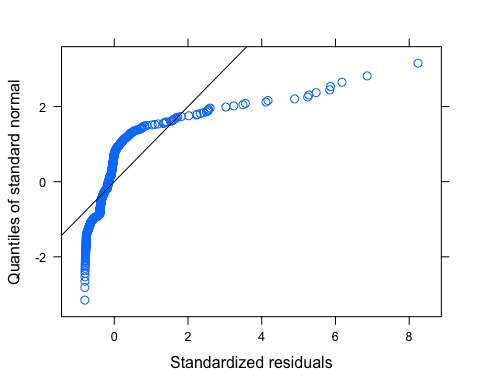 Quantiles of standard normal
2
0
-2
0 2 4 6 8
Standardized residuals